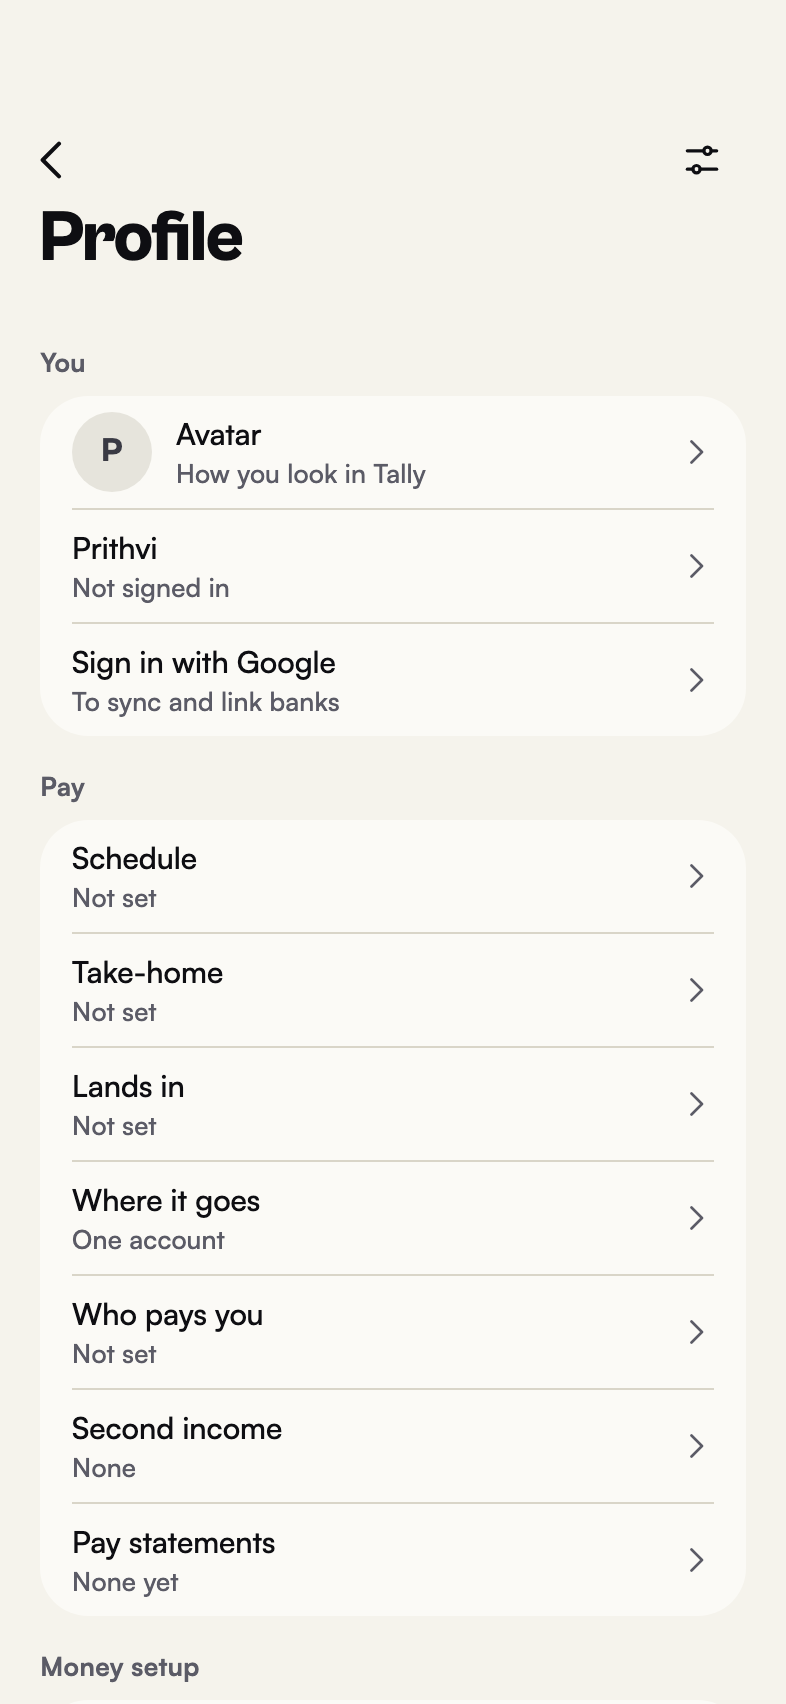 Profile
You
P
Avatar
How you look in Tally
Prithvi
Not signed in
Sign in with Google
To sync and link banks
Pay
Schedule
Not set
Take-home
Not set
Lands in
Not set
Where it goes
One account
Who pays you
Not set
Second income
None
Pay statements
None yet
Money setup